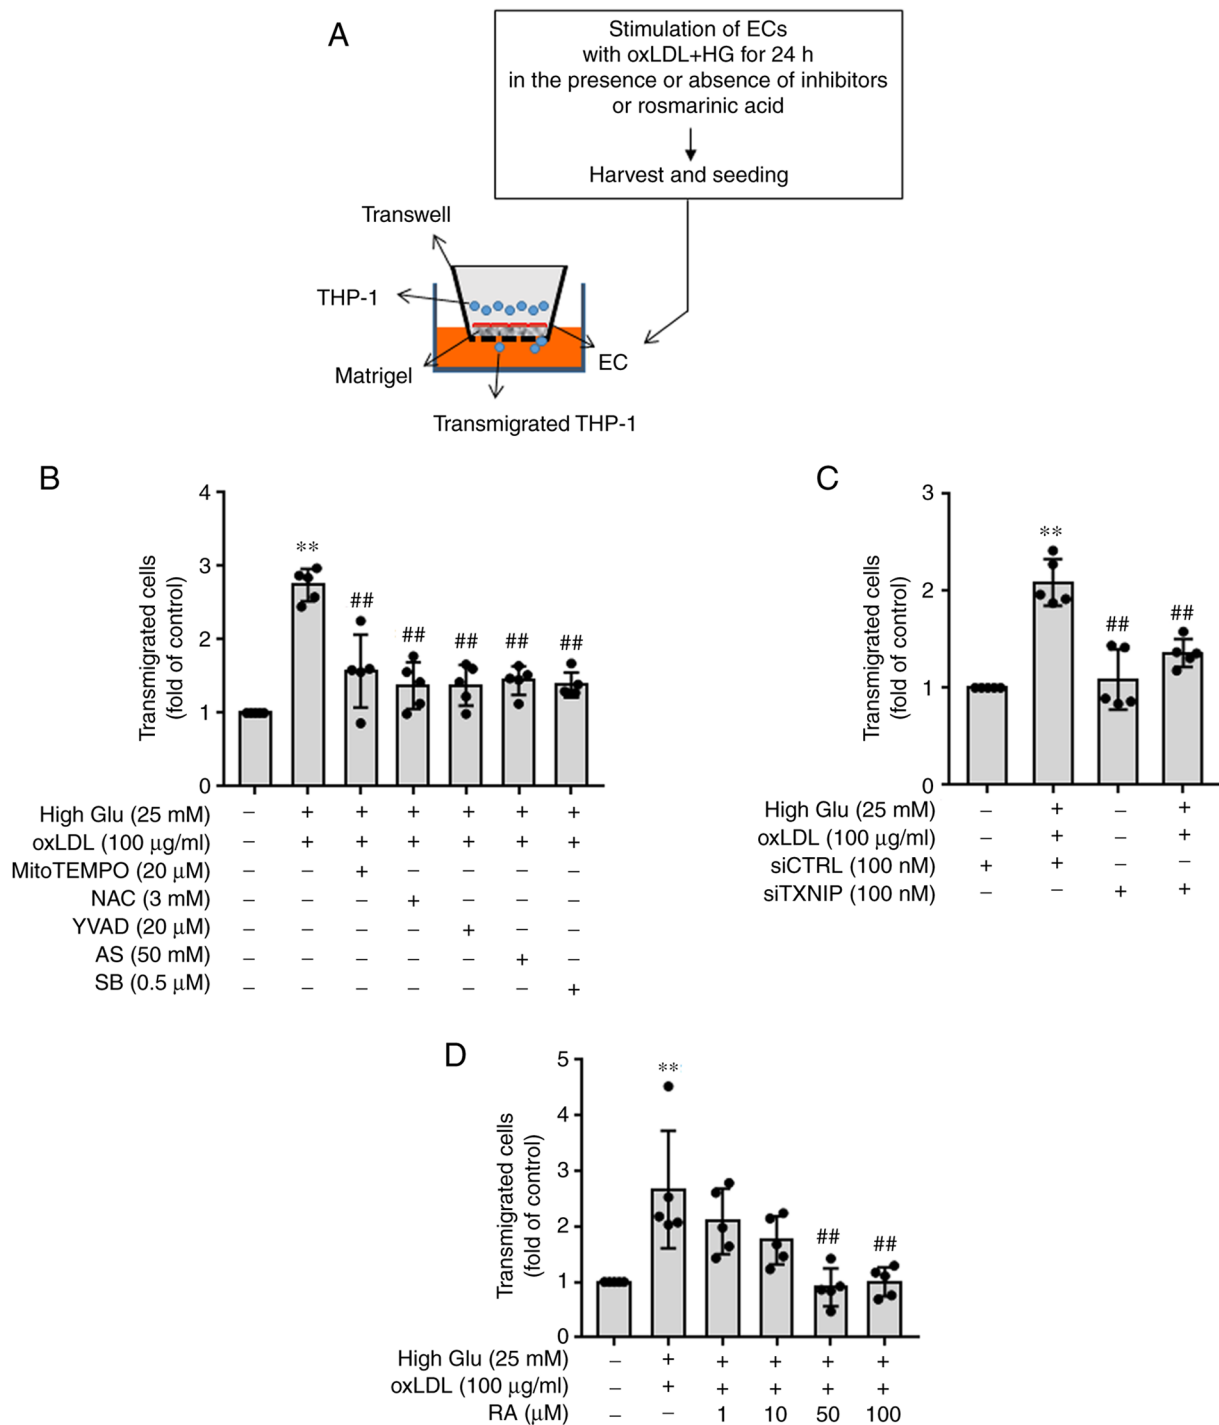 A
Stimulation of ECs
with oxLDL+HG for 24 h
in the presence or absence of inhibitors
or rosmarinic acid
Harvest and seeding
Transwell
THP-1
EC
Matrigel
Transmigrated THP-1
B
Transmigrated cells
(fold of control)
4
3
2
1
0
**
##
##
##
##
##
High Glu (25 mM) – + + + + + +
oxLDL (100 μg/ml) – + + + + + +
MitoTEMPO (20 μM) – – + – – – –
NAC (3 mM) – – – + – – –
YVAD (20 μM) – – – – + – –
AS (50 mM) – – – – – + –
SB (0.5 μM) – – – – – – +
C
Transmigrated cells
(fold of control)
3
2
1
0
**
##
##
High Glu (25 mM) – + – +
oxLDL (100 μg/ml) – + – +
siCTRL (100 nM) + + – –
siTXNIP (100 nM) – – + +
D
Transmigrated cells
(fold of control)
5
4
3
2
1
0
**
##
##
High Glu (25 mM) – + + + + +
oxLDL (100 μg/ml) – + + + + +
RA (μM) – – 1 10 50 100